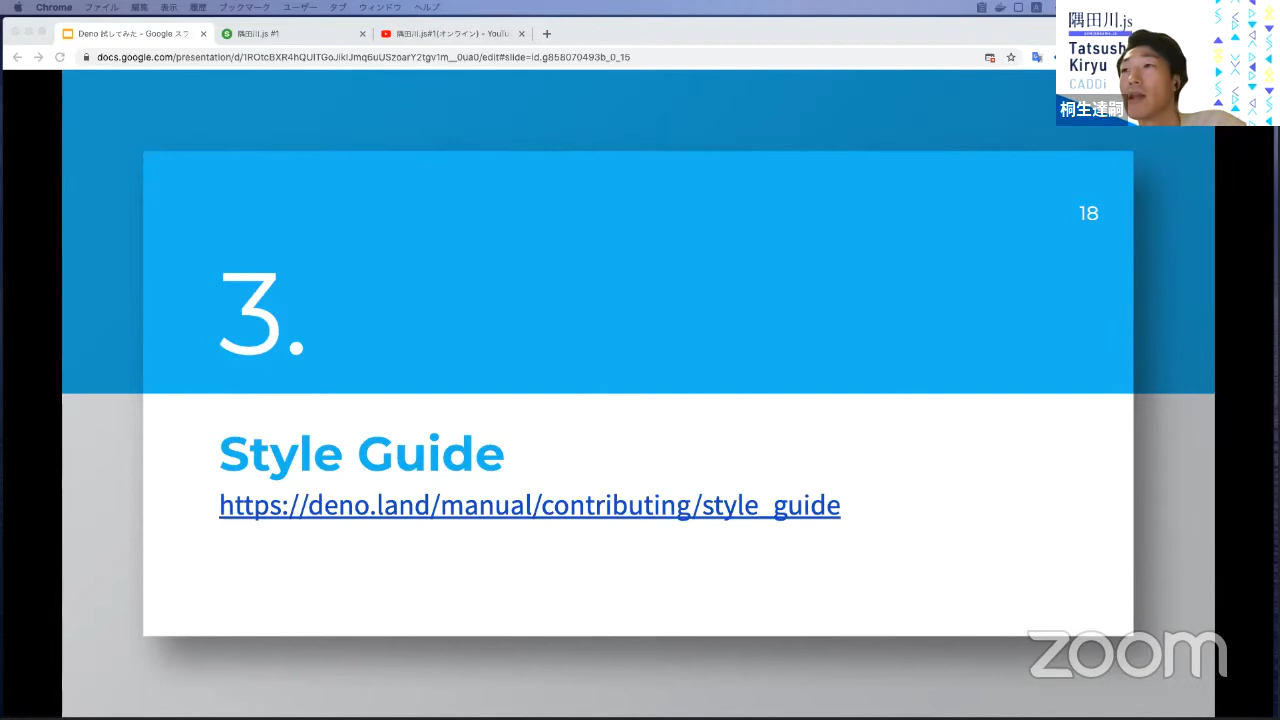 Chrome ファイル 編集 表示 履歴 ブックマーク ユーザー タブ ウィンドウ ヘルプ
Deno 試してみた - Google スラ
隅田川.js #1
隅田川.js#1(オンライン) - YouTu
docs.google.com/presentation/d/1ROtcBXR4hQUITGoJikIJmq6uUSzoarY2tgv1m__0ua0/edit#slide=id.g858070493b_0_15
隅田川.js
Tatsush
Kiryu
CADDi
桐生達嗣
18
3.
Style Guide
https://deno.land/manual/contributing/style_guide
zoom